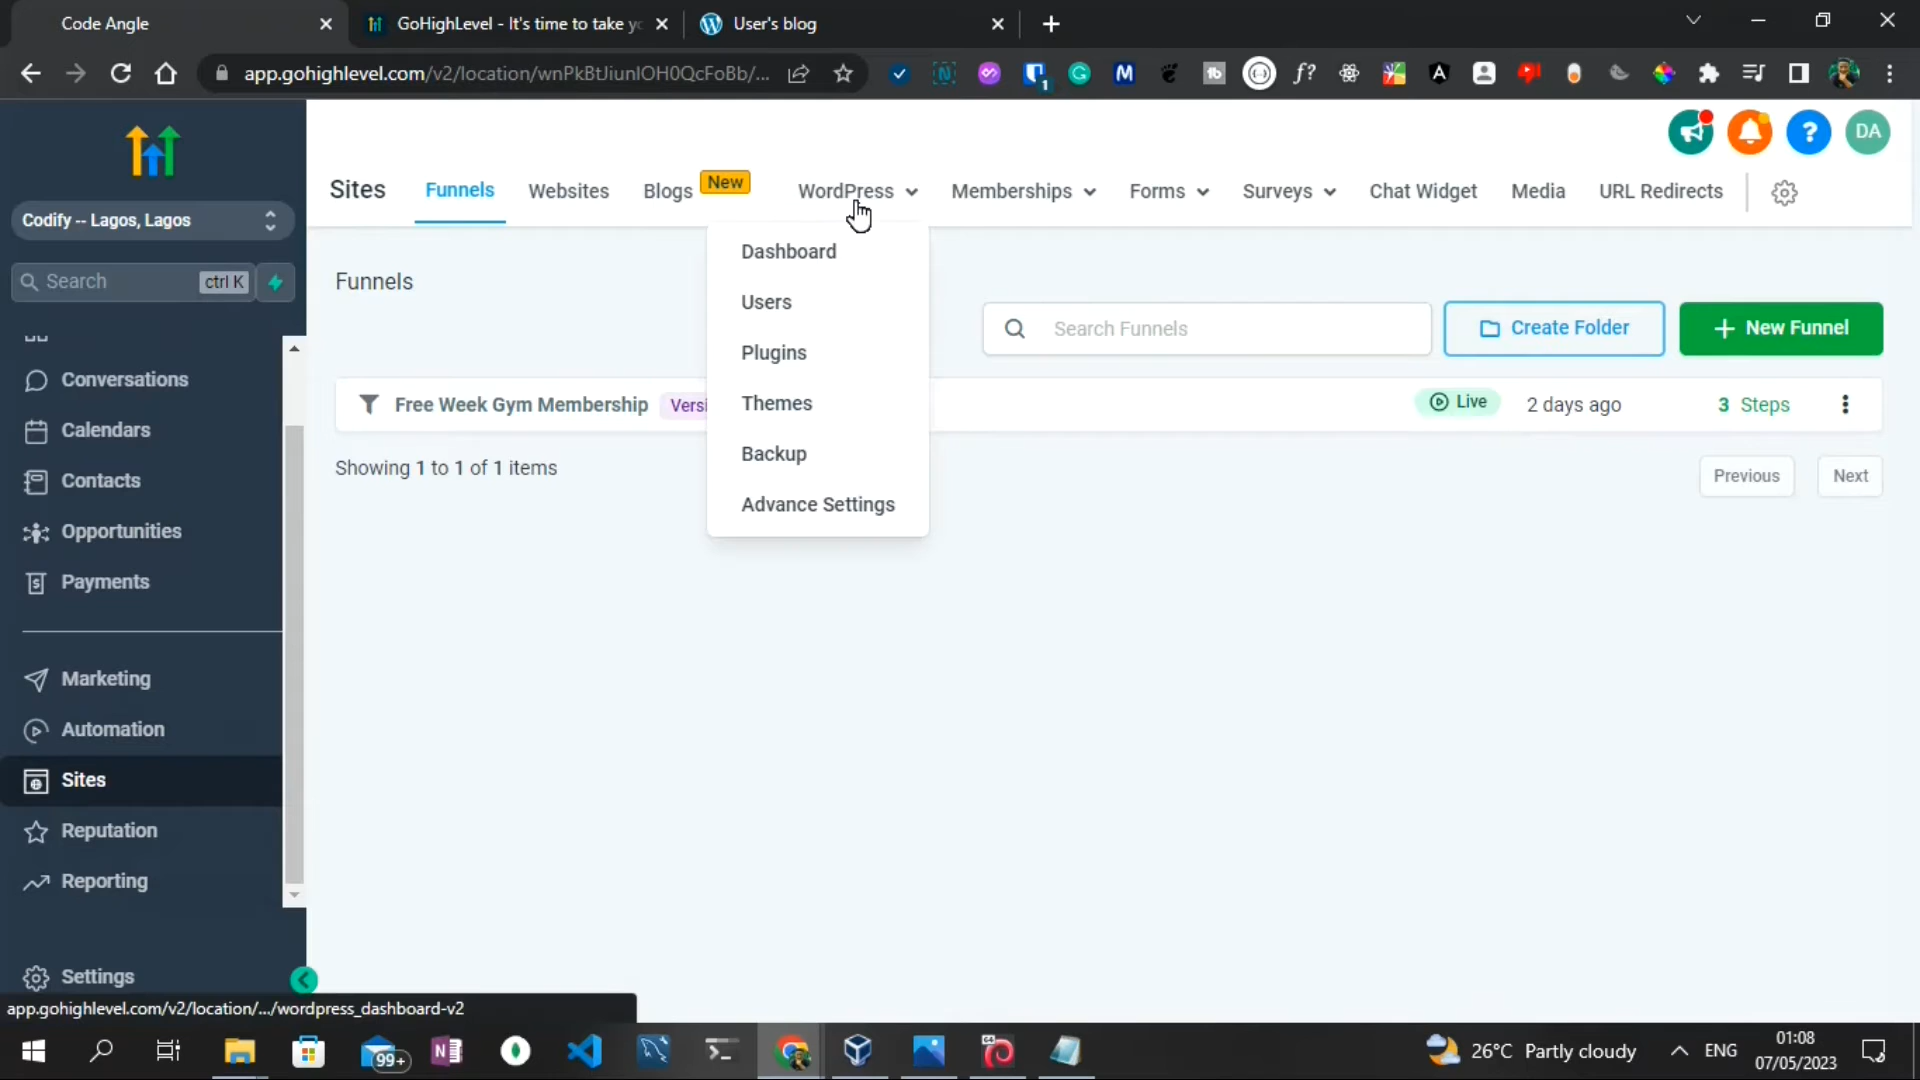 Code Angle
GoHighLevel - It's time to take yo
User's blog
app.gohighlevel.com/v2/location/wnPkBtJiunIOH0QcFoBb/...
DA
Sites
Funnels
Websites
Blogs
New
WordPress
Memberships
Forms
Surveys
Chat Widget
Media
URL Redirects
Codify -- Lagos, Lagos
Search
ctrl K
Conversations
Calendars
Contacts
Opportunities
Payments
Marketing
Automation
Sites
Reputation
Reporting
Settings
Dashboard
Users
Plugins
Themes
Backup
Advance Settings
Funnels
Search Funnels
Create Folder
+ New Funnel
Free Week Gym Membership
Versi
Live
2 days ago
3 Steps
Showing 1 to 1 of 1 items
Previous
Next
app.gohighlevel.com/v2/location/.../wordpress_dashboard-v2
99+
26°C Partly cloudy
ENG
01:08
07/05/2023